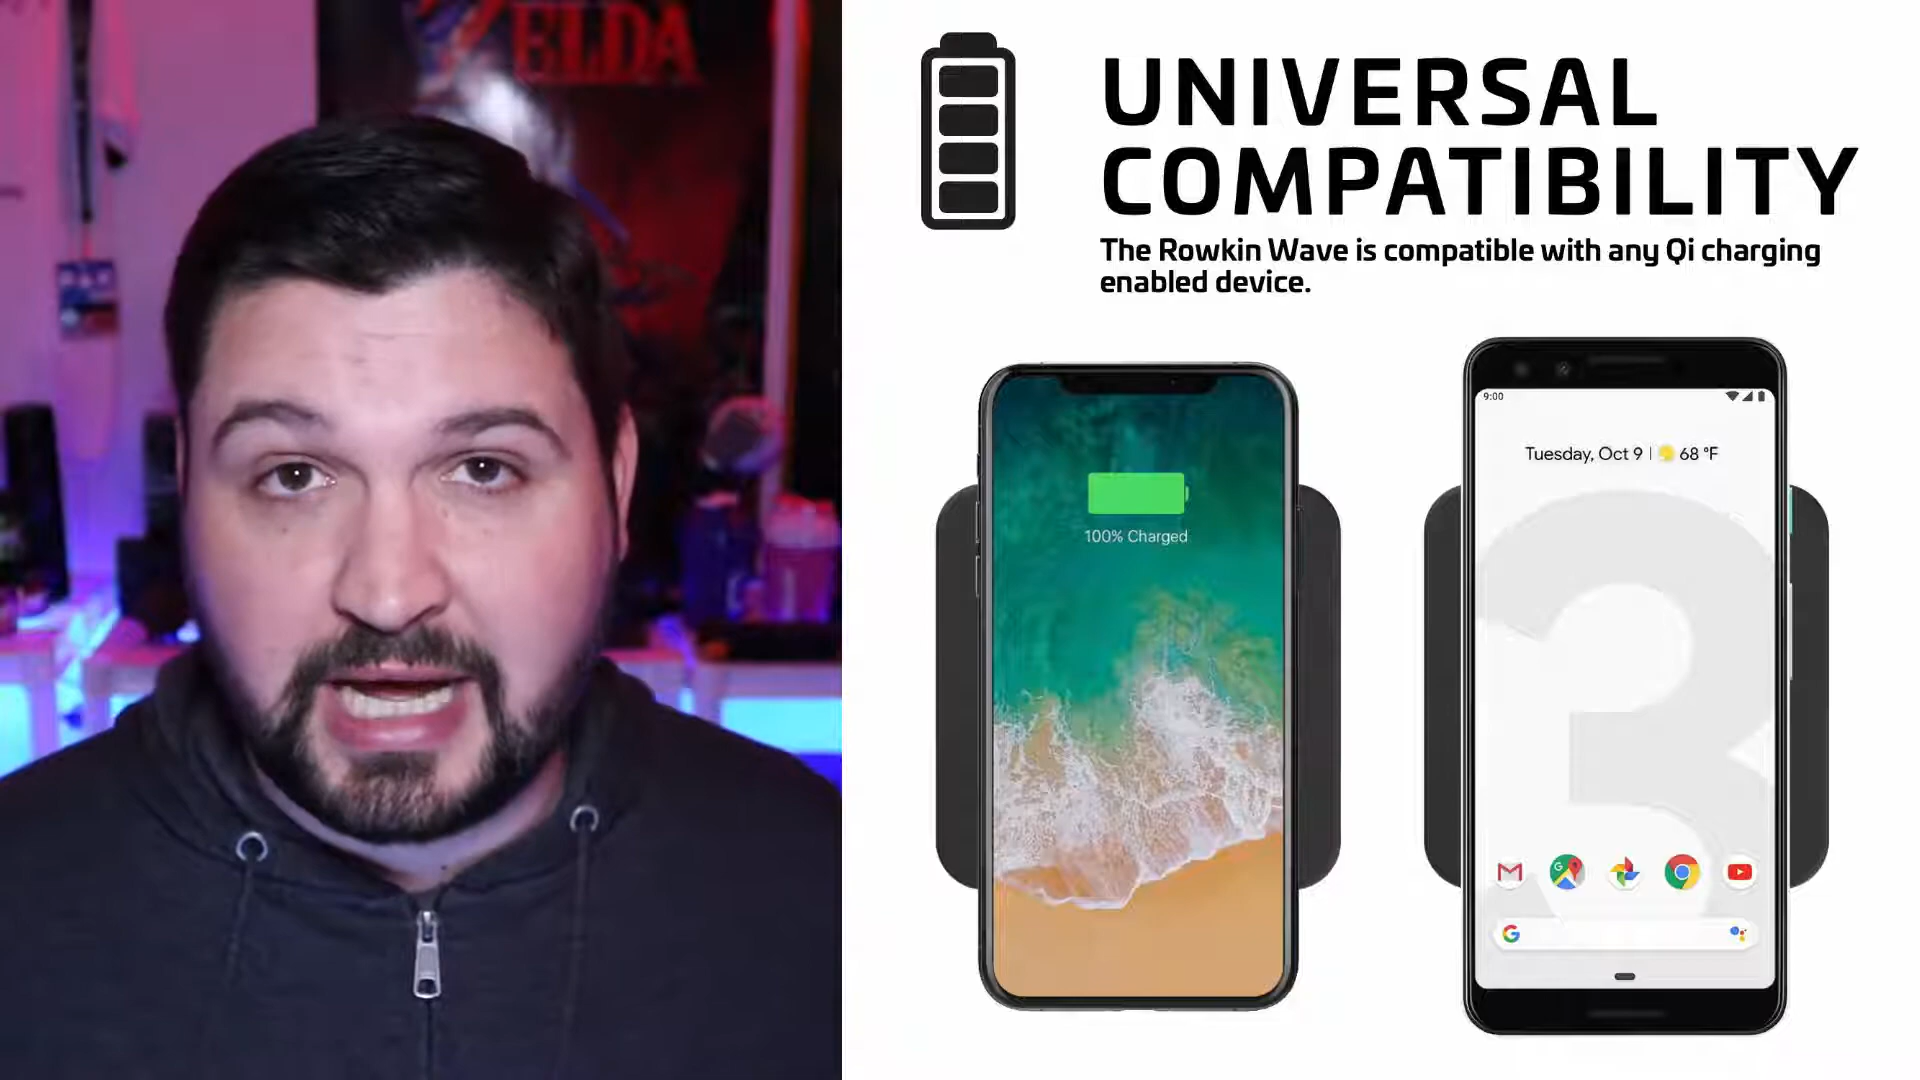 ELDA
UNIVERSAL
COMPATIBILITY
The Rowkin Wave is compatible with any Qi charging
enabled device.
100% Charged
9:00
Tuesday, Oct 9 | 68 °F
3
G